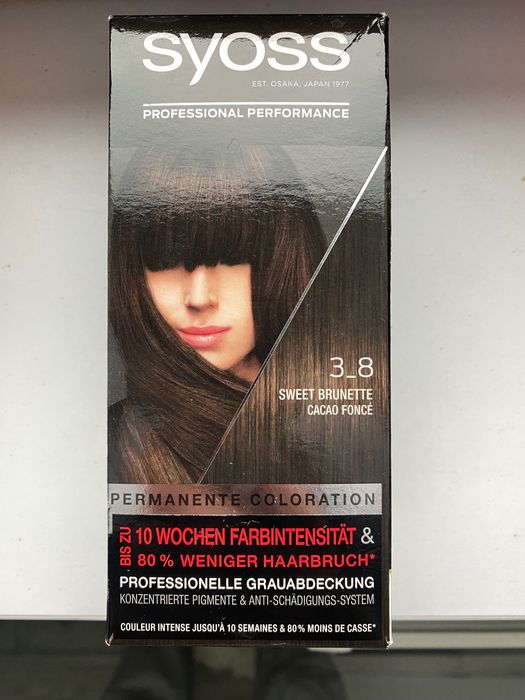 syoss
EST. OSAKA, JAPAN 1977
PROFESSIONAL PERFORMANCE
3_8
SWEET BRUNETTE
CACAO FONCÉ
PERMANENTE COLORATION
BIS ZU 10 WOCHEN FARBINTENSITÄT &
80 % WENIGER HAARBRUCH*
PROFESSIONELLE GRAUABDECKUNG
KONZENTRIERTE PIGMENTE & ANTI-SCHÄDIGUNGS-SYSTEM
COULEUR INTENSE JUSQU'À 10 SEMAINES & 80% MOINS DE CASSE*